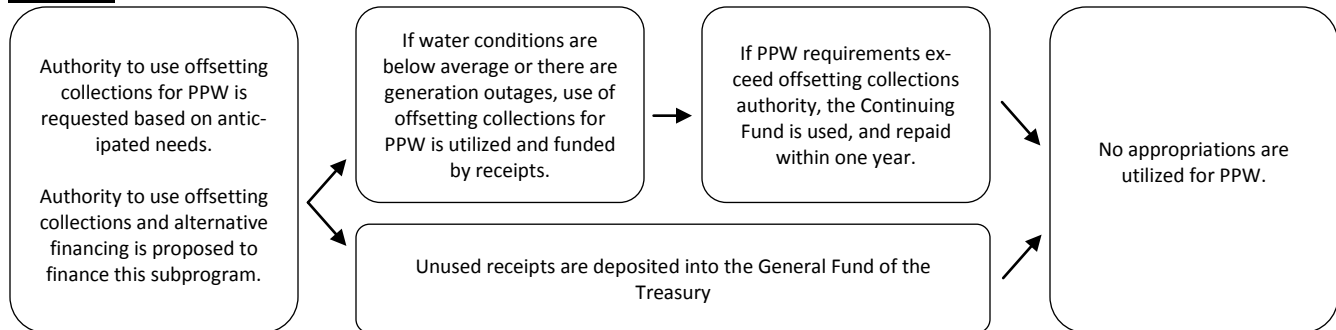 Authority to use offsetting
collections for PPW is
requested based on antic-
ipated needs.
Authority to use offsetting
collections and alternative
financing is proposed to
finance this subprogram.
If water conditions are
below average or there are
generation outages, use of
offsetting collections for
PPW is utilized and funded
by receipts.
If PPW requirements ex-
ceed offsetting collections
authority, the Continuing
Fund is used, and repaid
within one year.
Unused receipts are deposited into the General Fund of the
Treasury
No appropriations are
utilized for PPW.